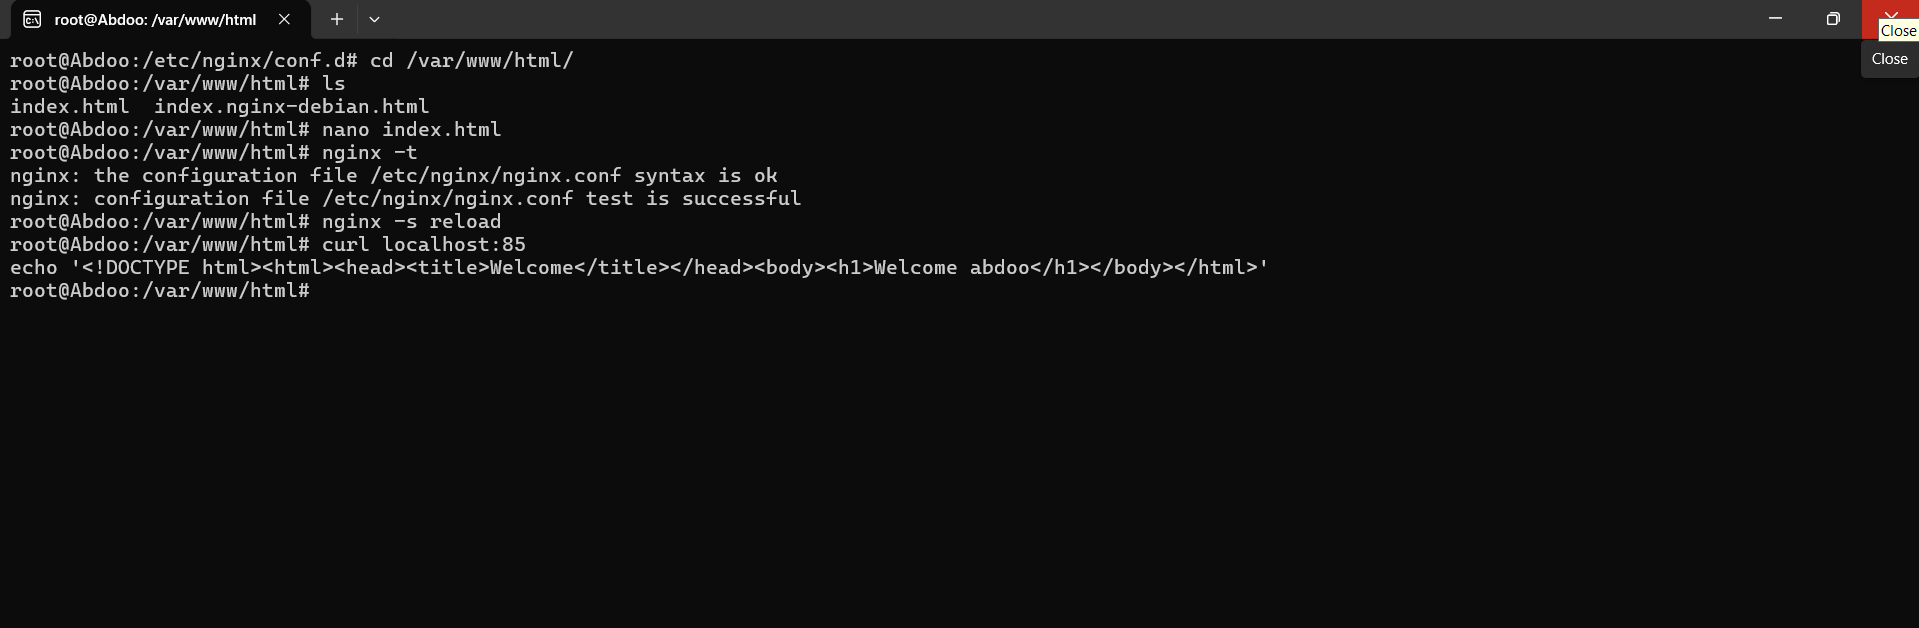 root@Abdoo: /var/www/html
Close
Close
root@Abdoo:/etc/nginx/conf.d# cd /var/www/html/
root@Abdoo:/var/www/html# ls
index.html  index.nginx-debian.html
root@Abdoo:/var/www/html# nano index.html
root@Abdoo:/var/www/html# nginx -t
nginx: the configuration file /etc/nginx/nginx.conf syntax is ok
nginx: configuration file /etc/nginx/nginx.conf test is successful
root@Abdoo:/var/www/html# nginx -s reload
root@Abdoo:/var/www/html# curl localhost:85
echo '<!DOCTYPE html><html><head><title>Welcome</title></head><body><h1>Welcome abdoo</h1></body></html>'
root@Abdoo:/var/www/html#